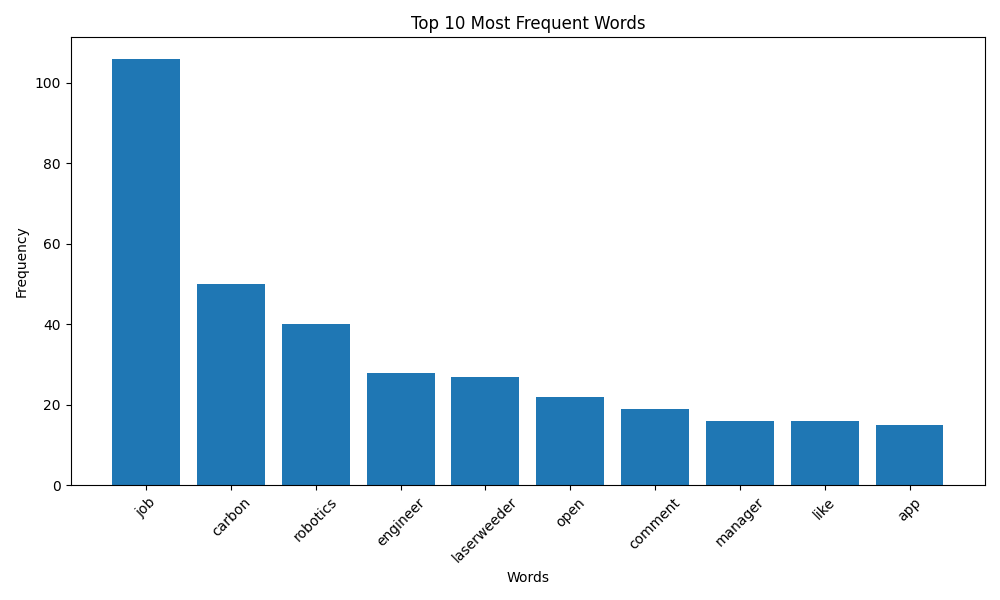 Top 10 Most Frequent Words
Frequency
100
80
60
40
20
0
job
carbon
robotics
engineer
laserweeder
open
comment
manager
like
app
Words